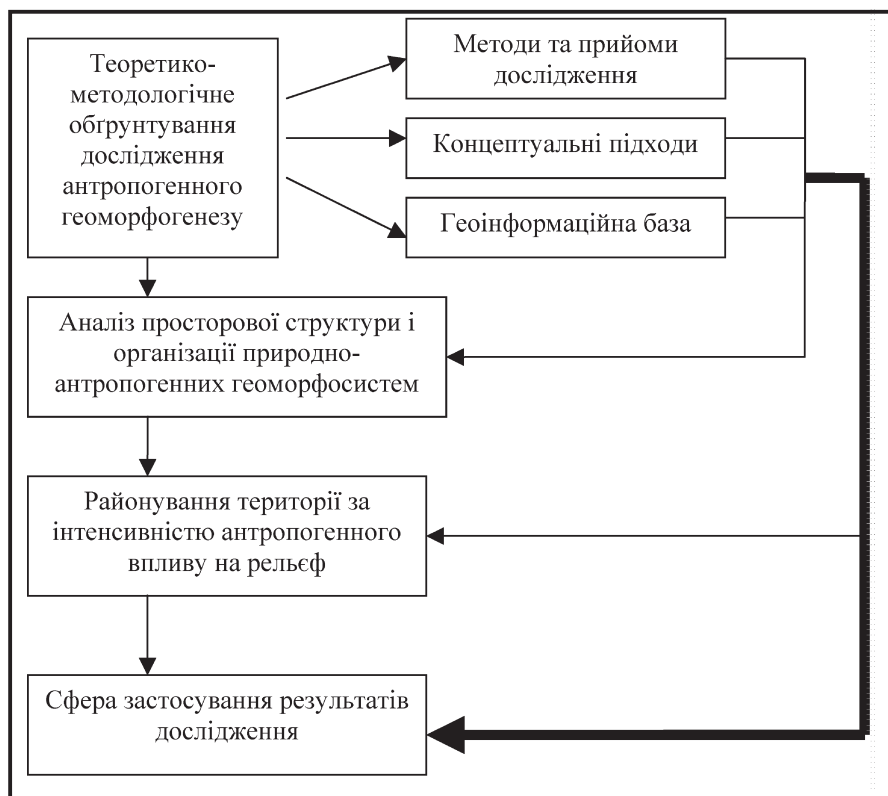 Теоретико-
методологічне
обґрунтування
дослідження
антропогенного
геоморфогенезу
Методи та прийоми
дослідження
Концептуальні підходи
Геоінформаційна база
Аналіз просторової структури і
організації природно-
антропогенних геоморфосистем
Районування території за
інтенсивністю антропогенного
впливу на рельєф
Сфера застосування результатів
дослідження